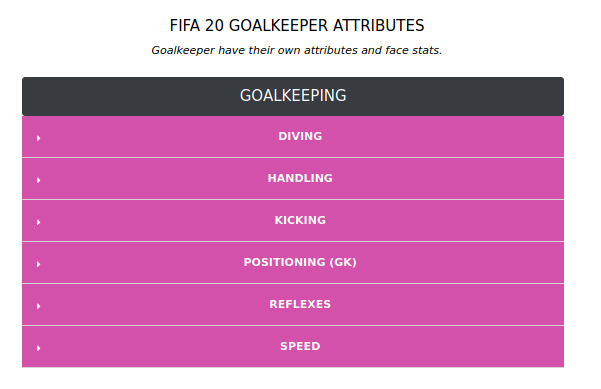 FIFA 20 GOALKEEPER ATTRIBUTES
Goalkeeper have their own attributes and face stats.
GOALKEEPING
DIVING
HANDLING
KICKING
POSITIONING (GK)
REFLEXES
SPEED